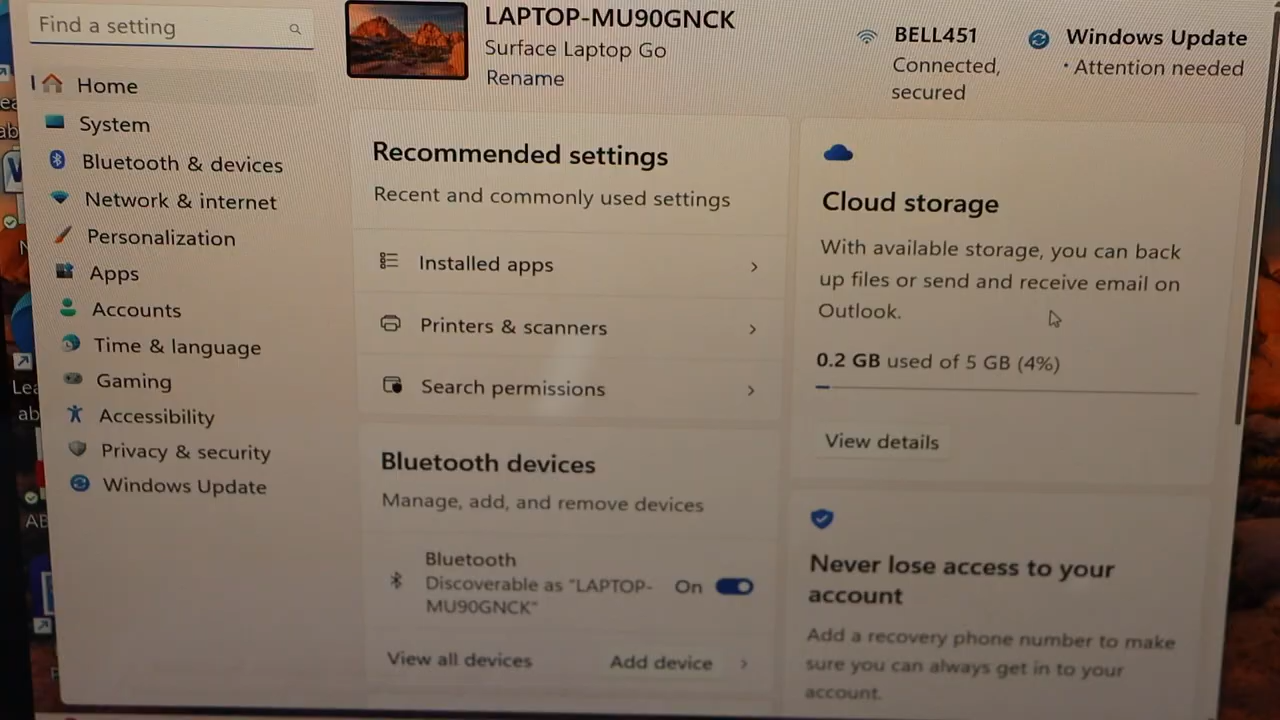 Find a setting
Home
System
Bluetooth & devices
Network & internet
Personalization
Apps
Accounts
Time & language
Gaming
Accessibility
Privacy & security
Windows Update
LAPTOP-MU90GNCK
Surface Laptop Go
Rename
BELL451
Connected,
secured
Windows Update
• Attention needed
Recommended settings
Recent and commonly used settings
Installed apps
Printers & scanners
Search permissions
Bluetooth devices
Manage, add, and remove devices
Bluetooth
Discoverable as "LAPTOP-
MU90GNCK"
On
View all devices
Add device
Cloud storage
With available storage, you can back
up files or send and receive email on
Outlook.
0.2 GB used of 5 GB (4%)
View details
Never lose access to your
account
Add a recovery phone number to make
sure you can always get in to your
account.